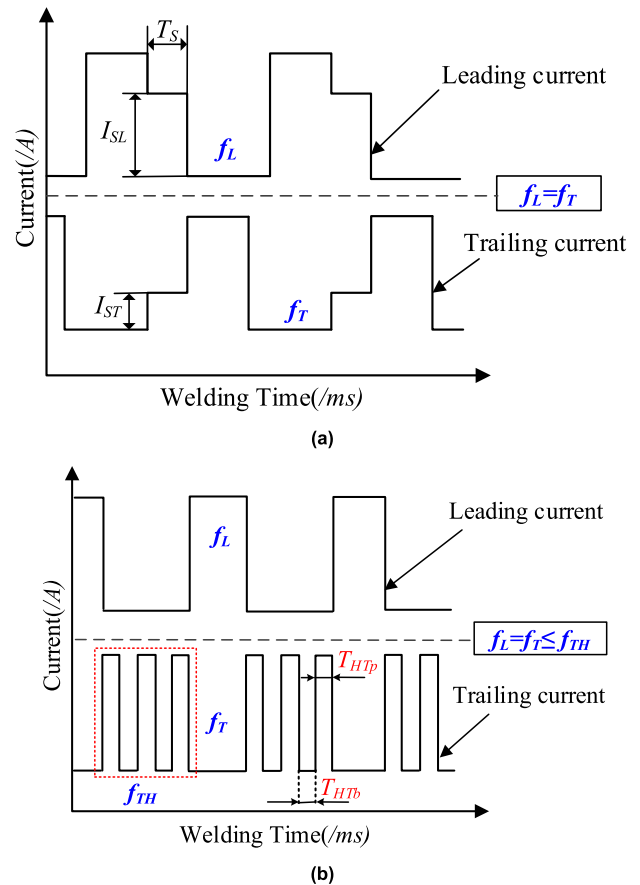 T_S
Leading current
I_SL
f_L
Current(/A)
f_L=f_T
Trailing current
I_ST
f_T
Welding Time(/ms)
(a)
Leading current
f_L
Current(/A)
f_L=f_T≤f_TH
T_HTp
Trailing current
f_T
f_TH
T_HTb
Welding Time(/ms)
(b)